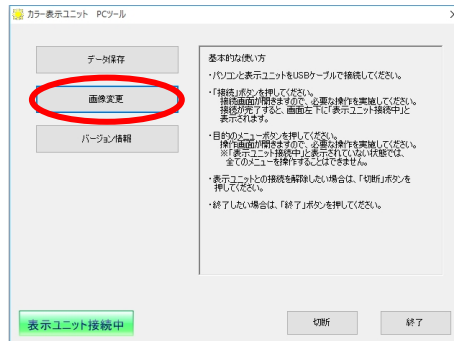 カラー表示ユニット PCツール
データ保存
画像変更
バージョン情報
基本的な使い方
・パソコンと表示ユニットをUSBケーブルで接続してください。
・「接続」ボタンを押してください。
接続画面が開きますので、必要な操作を実施してください。
接続が完了すると、画面左下に「表示ユニット接続中」と
表示されます。
・目的のメニューボタンを押してください。
操作画面が開きますので、必要な操作を実施してください。
※「表示ユニット接続中」と表示されていない状態では、
全てのメニューを操作することはできません。
・表示ユニットとの接続を解除したい場合は、「切断」ボタンを
押してください。
・終了したい場合は、「終了」ボタンを押してください。
表示ユニット接続中
切断
終了